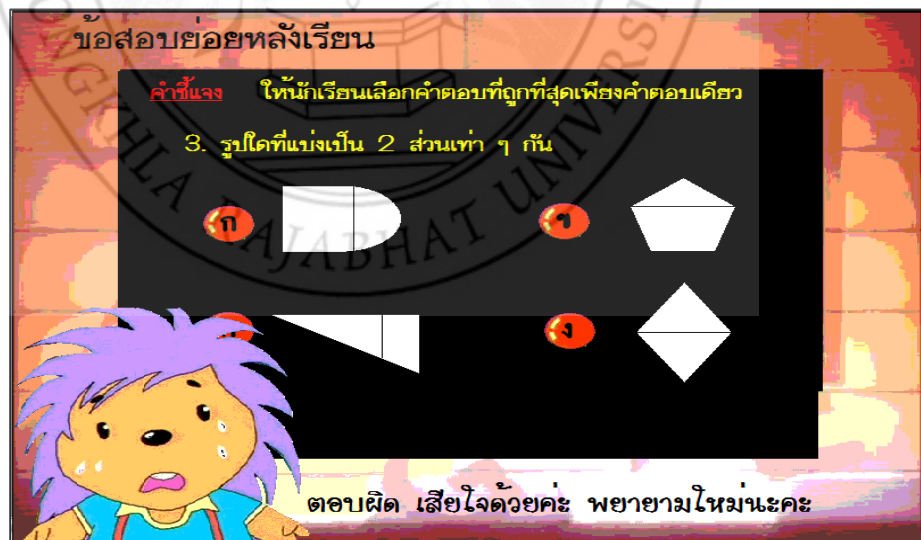 ข้อสอบย่อยหลังเรียน
คำชี้แจง ให้นักเรียนเลือกคำตอบที่ถูกที่สุดเพียงคำตอบเดียว
3. รูปใดที่แบ่งเป็น 2 ส่วนเท่า ๆ กัน
ก
ง
ตอบผิด เสียใจด้วยค่ะ พยายามใหม่นะคะ
RAJABHAT